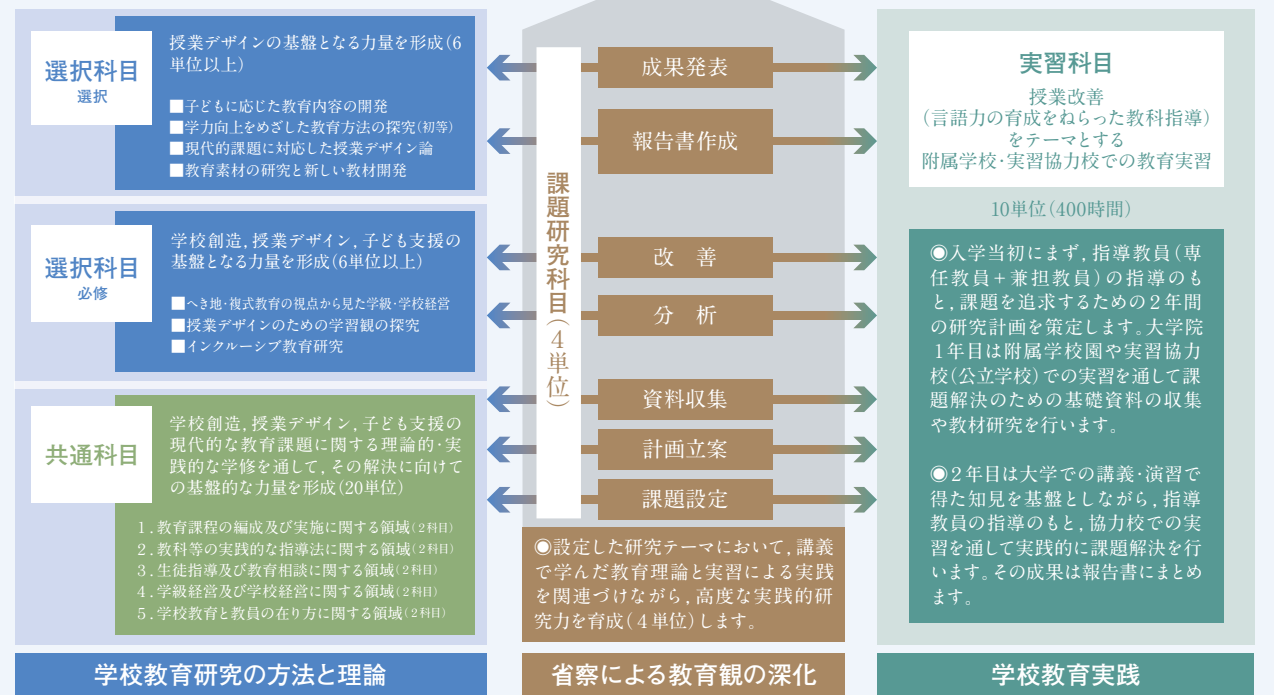 選択科目
選択
授業デザインの基盤となる力量を形成(6
単位以上)
■子どもに応じた教育内容の開発
■学力向上をめざした教育方法の探究(初等)
■現代的課題に対応した授業デザイン論
■教育素材の研究と新しい教材開発
選択科目
必修
学校創造,授業デザイン,子ども支援の
基盤となる力量を形成(6単位以上)
■へき地・複式教育の視点から見た学級・学校経営
■授業デザインのための学習観の探究
■インクルーシブ教育研究
共通科目
学校創造,授業デザイン,子ども支援の
現代的な教育課題に関する理論的・実
践的な学修を通して,その解決に向けて
の基盤的な力量を形成(20単位)
1.教育課程の編成及び実施に関する領域(2科目)
2.教科等の実践的な指導法に関する領域(2科目)
3.生徒指導及び教育相談に関する領域(2科目)
4.学級経営及び学校経営に関する領域(2科目)
5.学校教育と教員の在り方に関する領域(2科目)
学校教育研究の方法と理論
課題研究科目(4単位)
成果発表
報告書作成
改 善
分 析
資料収集
計画立案
課題設定
◉設定した研究テーマにおいて,講義
で学んだ教育理論と実習による実践
を関連づけながら,高度な実践的研
究力を育成(4単位)します。
省察による教育観の深化
実習科目
授業改善
(言語力の育成をねらった教科指導)
をテーマとする
附属学校・実習協力校での教育実習
10単位(400時間)
◉入学当初にまず,指導教員(専
任教員+兼担教員)の指導のも
と,課題を追求するための2年間
の研究計画を策定します。大学院
1年目は附属学校園や実習協力
校(公立学校)での実習を通して課
題解決のための基礎資料の収集
や教材研究を行います。
◉2年目は大学での講義・演習で
得た知見を基盤としながら,指導
教員の指導のもと,協力校での実
習を通して実践的に課題解決を行
います。その成果は報告書にまとめ
ます。
学校教育実践